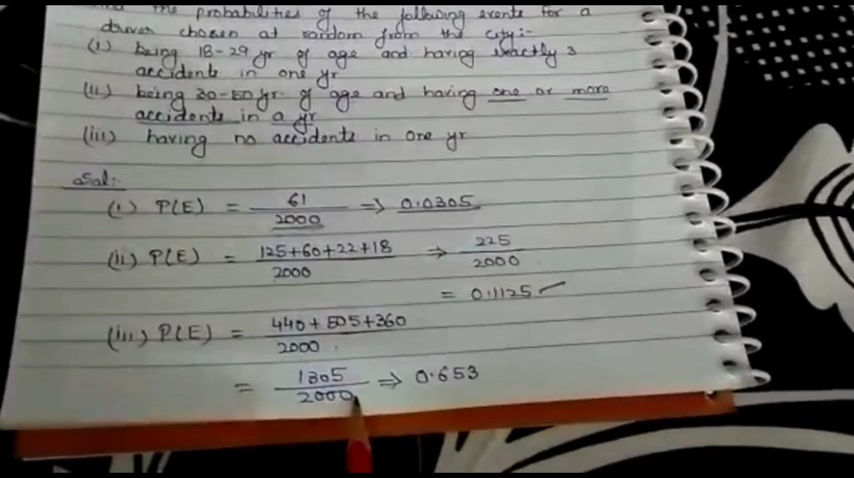 the probabilities of the following events for a
driver chosen at random from the city:-
(i) being 18-29 yr of age and having exactly 3
accidents in one yr
(ii) being 30-50 yr. of age and having one or more
accidents in a yr
(iii) having no accidents in one yr
Sol:-
(i) P(E) = 61/2000 => 0.0305
(ii) P(E) = 125+60+22+18/2000 => 225/2000
= 0.1125
(iii) P(E) = 440+505+360/2000
= 1305/2000 => 0.653